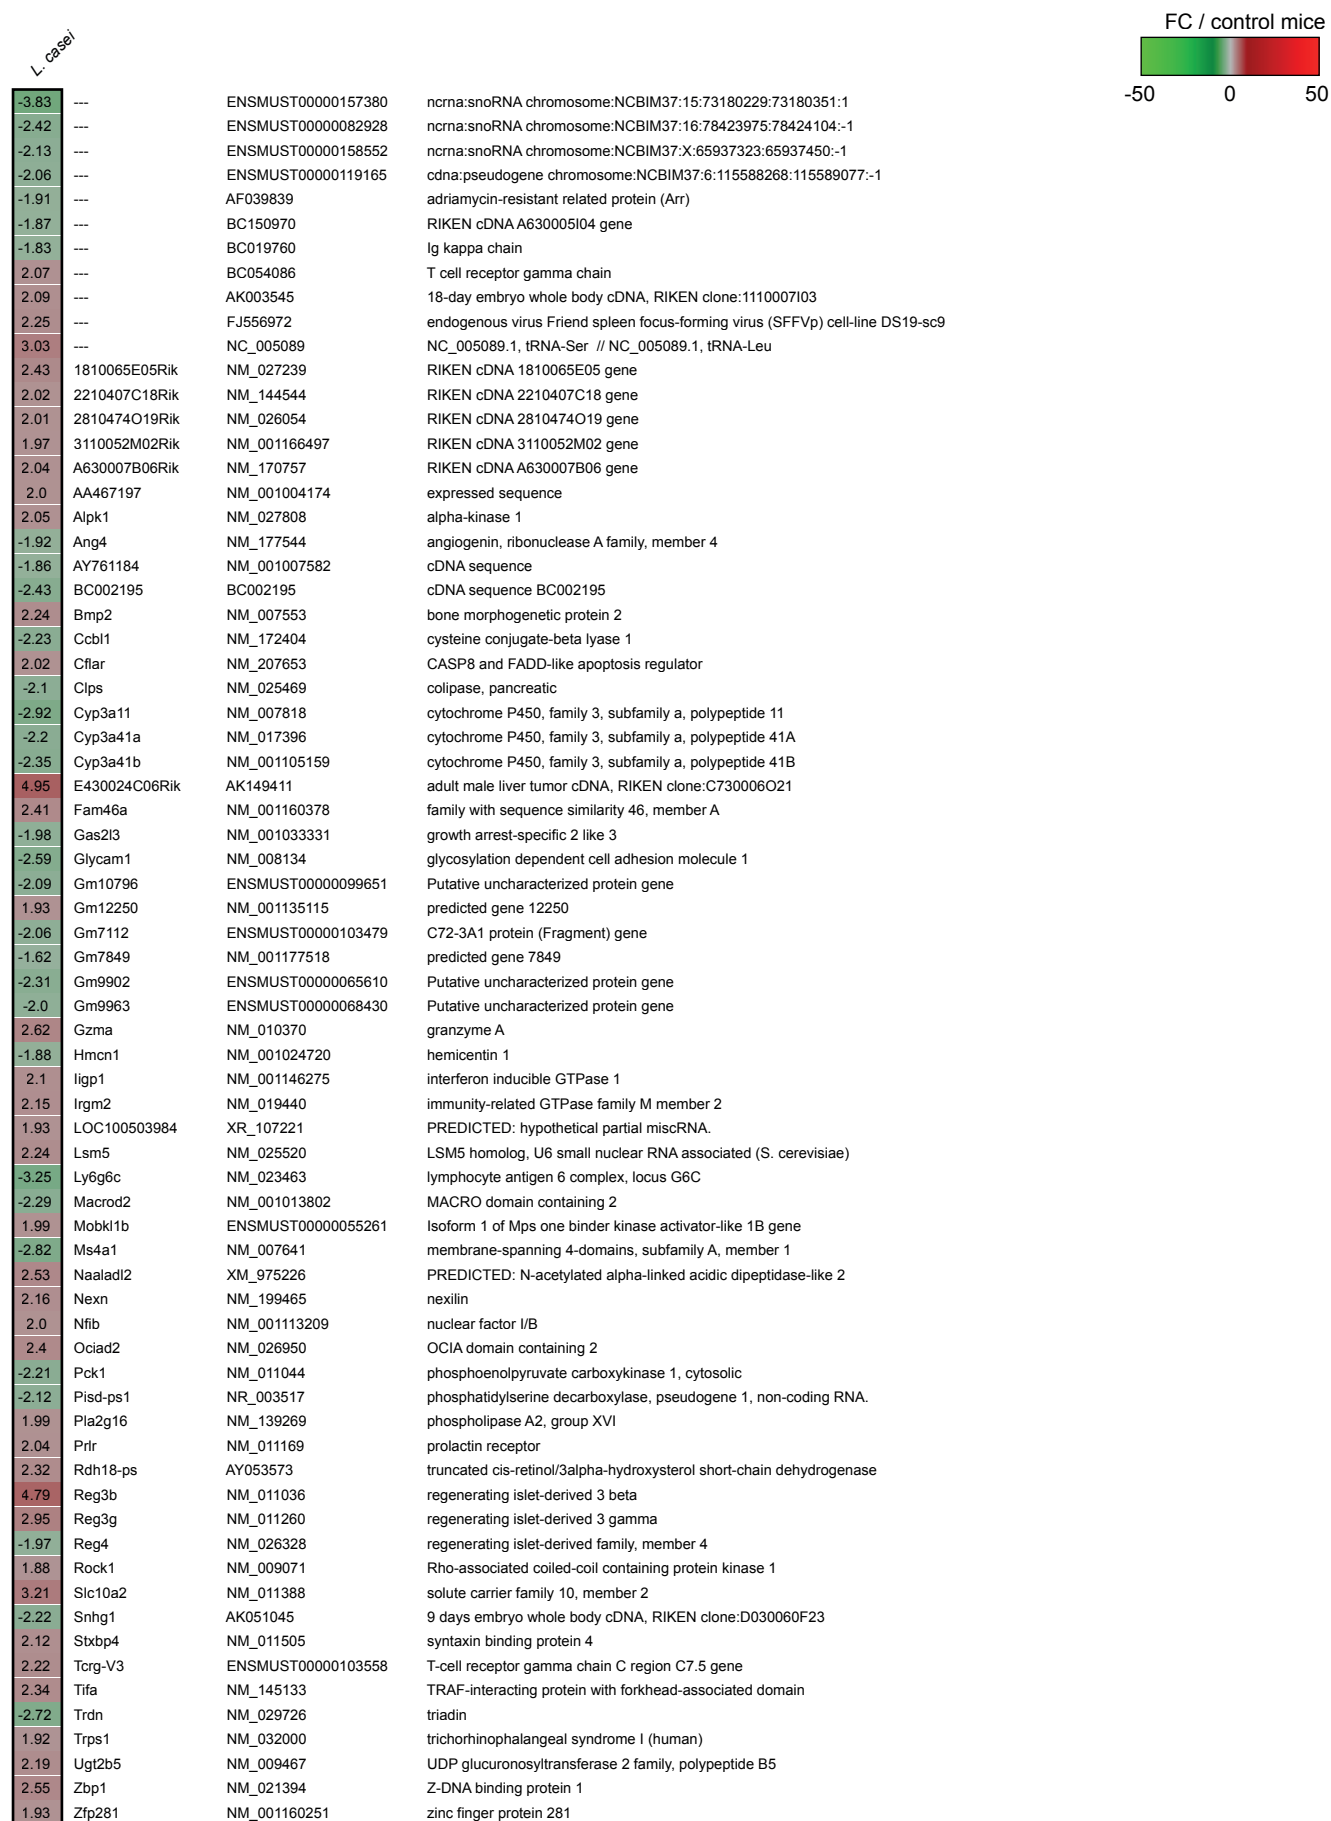 FC / control mice
-50 0 50
L. casei
-3.83 --- ENSMUST00000157380 ncrna:snoRNA chromosome:NCBIM37:15:73180229:73180351:1
-2.42 --- ENSMUST00000082928 ncrna:snoRNA chromosome:NCBIM37:16:78423975:78424104:-1
-2.13 --- ENSMUST00000158552 ncrna:snoRNA chromosome:NCBIM37:X:65937323:65937450:-1
-2.06 --- ENSMUST00000119165 cdna:pseudogene chromosome:NCBIM37:6:115588268:115589077:-1
-1.91 --- AF039839 adriamycin-resistant related protein (Arr)
-1.87 --- BC150970 RIKEN cDNA A630005I04 gene
-1.83 --- BC019760 Ig kappa chain
2.07 --- BC054086 T cell receptor gamma chain
2.09 --- AK003545 18-day embryo whole body cDNA, RIKEN clone:1110007I03
2.25 --- FJ556972 endogenous virus Friend spleen focus-forming virus (SFFVp) cell-line DS19-sc9
3.03 --- NC_005089 NC_005089.1, tRNA-Ser // NC_005089.1, tRNA-Leu
2.43 1810065E05Rik NM_027239 RIKEN cDNA 1810065E05 gene
2.02 2210407C18Rik NM_144544 RIKEN cDNA 2210407C18 gene
2.01 2810474O19Rik NM_026054 RIKEN cDNA 2810474O19 gene
1.97 3110052M02Rik NM_001166497 RIKEN cDNA 3110052M02 gene
2.04 A630007B06Rik NM_170757 RIKEN cDNA A630007B06 gene
2.0 AA467197 NM_001004174 expressed sequence
2.05 Alpk1 NM_027808 alpha-kinase 1
-1.92 Ang4 NM_177544 angiogenin, ribonuclease A family, member 4
-1.86 AY761184 NM_001007582 cDNA sequence
-2.43 BC002195 BC002195 cDNA sequence BC002195
2.24 Bmp2 NM_007553 bone morphogenetic protein 2
-2.23 Ccbl1 NM_172404 cysteine conjugate-beta lyase 1
2.02 Cflar NM_207653 CASP8 and FADD-like apoptosis regulator
-2.1 Clps NM_025469 colipase, pancreatic
-2.92 Cyp3a11 NM_007818 cytochrome P450, family 3, subfamily a, polypeptide 11
-2.2 Cyp3a41a NM_017396 cytochrome P450, family 3, subfamily a, polypeptide 41A
-2.35 Cyp3a41b NM_001105159 cytochrome P450, family 3, subfamily a, polypeptide 41B
4.95 E430024C06Rik AK149411 adult male liver tumor cDNA, RIKEN clone:C730006O21
2.41 Fam46a NM_001160378 family with sequence similarity 46, member A
-1.98 Gas2l3 NM_001033331 growth arrest-specific 2 like 3
-2.59 Glycam1 NM_008134 glycosylation dependent cell adhesion molecule 1
-2.09 Gm10796 ENSMUST00000099651 Putative uncharacterized protein gene
1.93 Gm12250 NM_001135115 predicted gene 12250
-2.06 Gm7112 ENSMUST00000103479 C72-3A1 protein (Fragment) gene
-1.62 Gm7849 NM_001177518 predicted gene 7849
-2.31 Gm9902 ENSMUST00000065610 Putative uncharacterized protein gene
-2.0 Gm9963 ENSMUST00000068430 Putative uncharacterized protein gene
2.62 Gzma NM_010370 granzyme A
-1.88 Hmcn1 NM_001024720 hemicentin 1
2.1 Iigp1 NM_001146275 interferon inducible GTPase 1
2.15 Irgm2 NM_019440 immunity-related GTPase family M member 2
1.93 LOC100503984 XR_107221 PREDICTED: hypothetical partial miscRNA.
2.24 Lsm5 NM_025520 LSM5 homolog, U6 small nuclear RNA associated (S. cerevisiae)
-3.25 Ly6g6c NM_023463 lymphocyte antigen 6 complex, locus G6C
-2.29 Macrod2 NM_001013802 MACRO domain containing 2
1.99 Mobkl1b ENSMUST00000055261 Isoform 1 of Mps one binder kinase activator-like 1B gene
-2.82 Ms4a1 NM_007641 membrane-spanning 4-domains, subfamily A, member 1
2.53 Naaladl2 XM_975226 PREDICTED: N-acetylated alpha-linked acidic dipeptidase-like 2
2.16 Nexn NM_199465 nexilin
2.0 Nfib NM_001113209 nuclear factor I/B
2.4 Ociad2 NM_026950 OCIA domain containing 2
-2.21 Pck1 NM_011044 phosphoenolpyruvate carboxykinase 1, cytosolic
-2.12 Pisd-ps1 NR_003517 phosphatidylserine decarboxylase, pseudogene 1, non-coding RNA.
1.99 Pla2g16 NM_139269 phospholipase A2, group XVI
2.04 Prlr NM_011169 prolactin receptor
2.32 Rdh18-ps AY053573 truncated cis-retinol/3alpha-hydroxysterol short-chain dehydrogenase
4.79 Reg3b NM_011036 regenerating islet-derived 3 beta
2.95 Reg3g NM_011260 regenerating islet-derived 3 gamma
-1.97 Reg4 NM_026328 regenerating islet-derived family, member 4
1.88 Rock1 NM_009071 Rho-associated coiled-coil containing protein kinase 1
3.21 Slc10a2 NM_011388 solute carrier family 10, member 2
-2.22 Snhg1 AK051045 9 days embryo whole body cDNA, RIKEN clone:D030060F23
2.12 Stxbp4 NM_011505 syntaxin binding protein 4
2.22 Tcrg-V3 ENSMUST00000103558 T-cell receptor gamma chain C region C7.5 gene
2.34 Tifa NM_145133 TRAF-interacting protein with forkhead-associated domain
-2.72 Trdn NM_029726 triadin
1.92 Trps1 NM_032000 trichorhinophalangeal syndrome I (human)
2.19 Ugt2b5 NM_009467 UDP glucuronosyltransferase 2 family, polypeptide B5
2.55 Zbp1 NM_021394 Z-DNA binding protein 1
1.93 Zfp281 NM_001160251 zinc finger protein 281